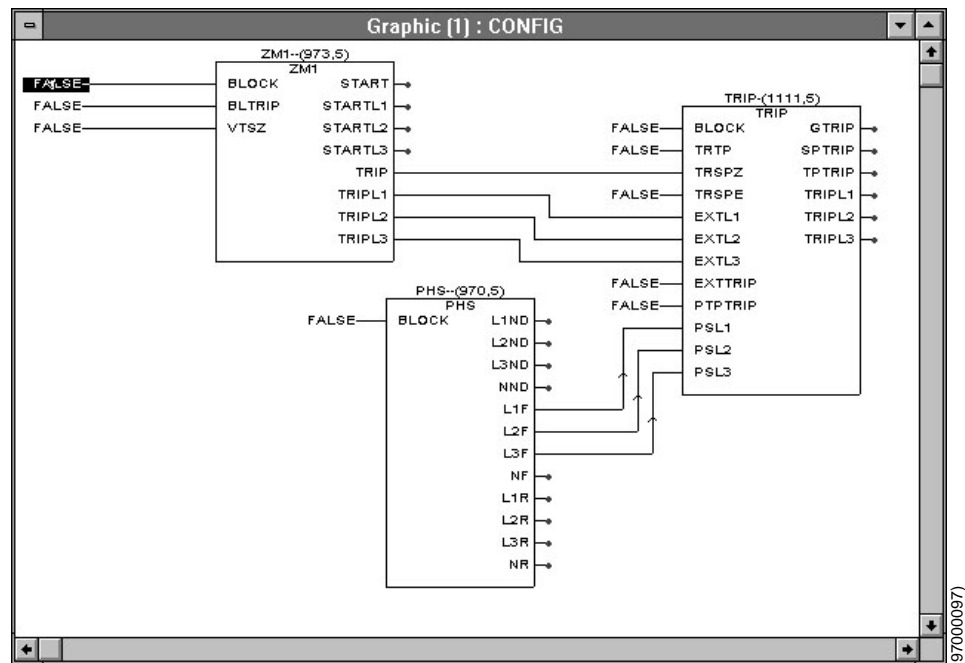 Graphic (1) : CONFIG
ZM1--(973,5)
ZM1
FALSE BLOCK START
FALSE BLTRIP STARTL1
FALSE VTSZ STARTL2
STARTL3
TRIP
TRIPL1
TRIPL2
TRIPL3
TRIP-(1111,5)
TRIP
FALSE BLOCK GTRIP
FALSE TRTP SPTRIP
TRSPZ TPTRIP
FALSE TRSPE TRIPL1
EXTL1 TRIPL2
EXTL2 TRIPL3
EXTL3
FALSE EXTTRIP
FALSE PTPTRIP
PSL1
PSL2
PSL3
PHS--(970,5)
PHS
FALSE BLOCK L1ND
L2ND
L3ND
NND
L1F
L2F
L3F
NF
L1R
L2R
L3R
NR
97000097)